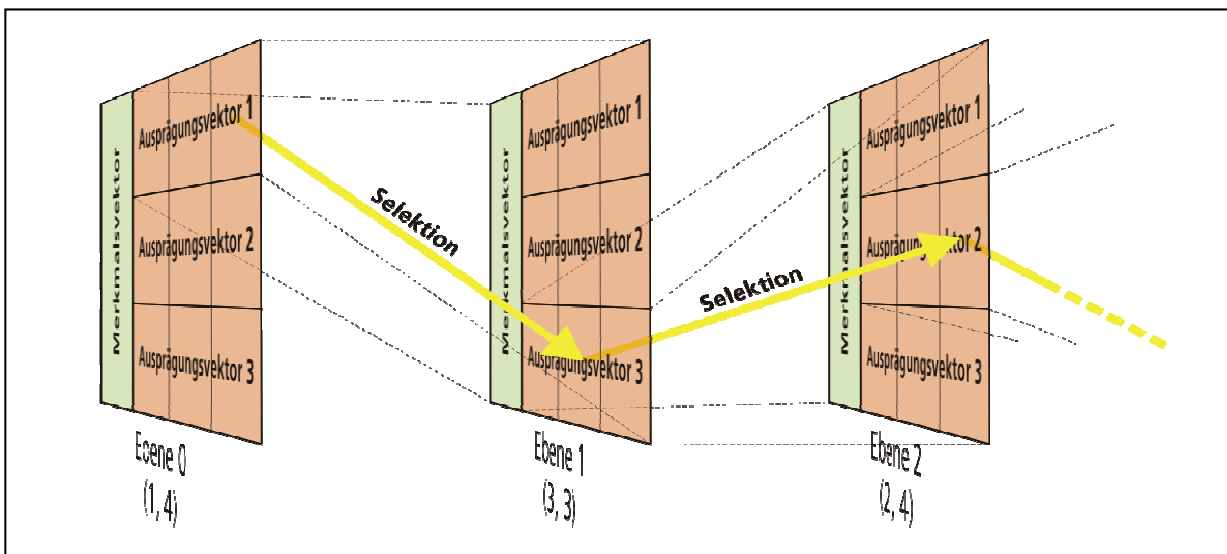 Merkmalsvektor
Ausprägungsvektor 1
Ausprägungsvektor 2
Ausprägungsvektor 3
Ebene 0
(1, 4)
Selektion
Merkmalsvektor
Ausprägungsvektor 1
Ausprägungsvektor 2
Ausprägungsvektor 3
Ebene 1
(3, 3)
Selektion
Merkmalsvektor
Ausprägungsvektor 1
Ausprägungsvektor 2
Ausprägungsvektor 3
Ebene 2
(2, 4)